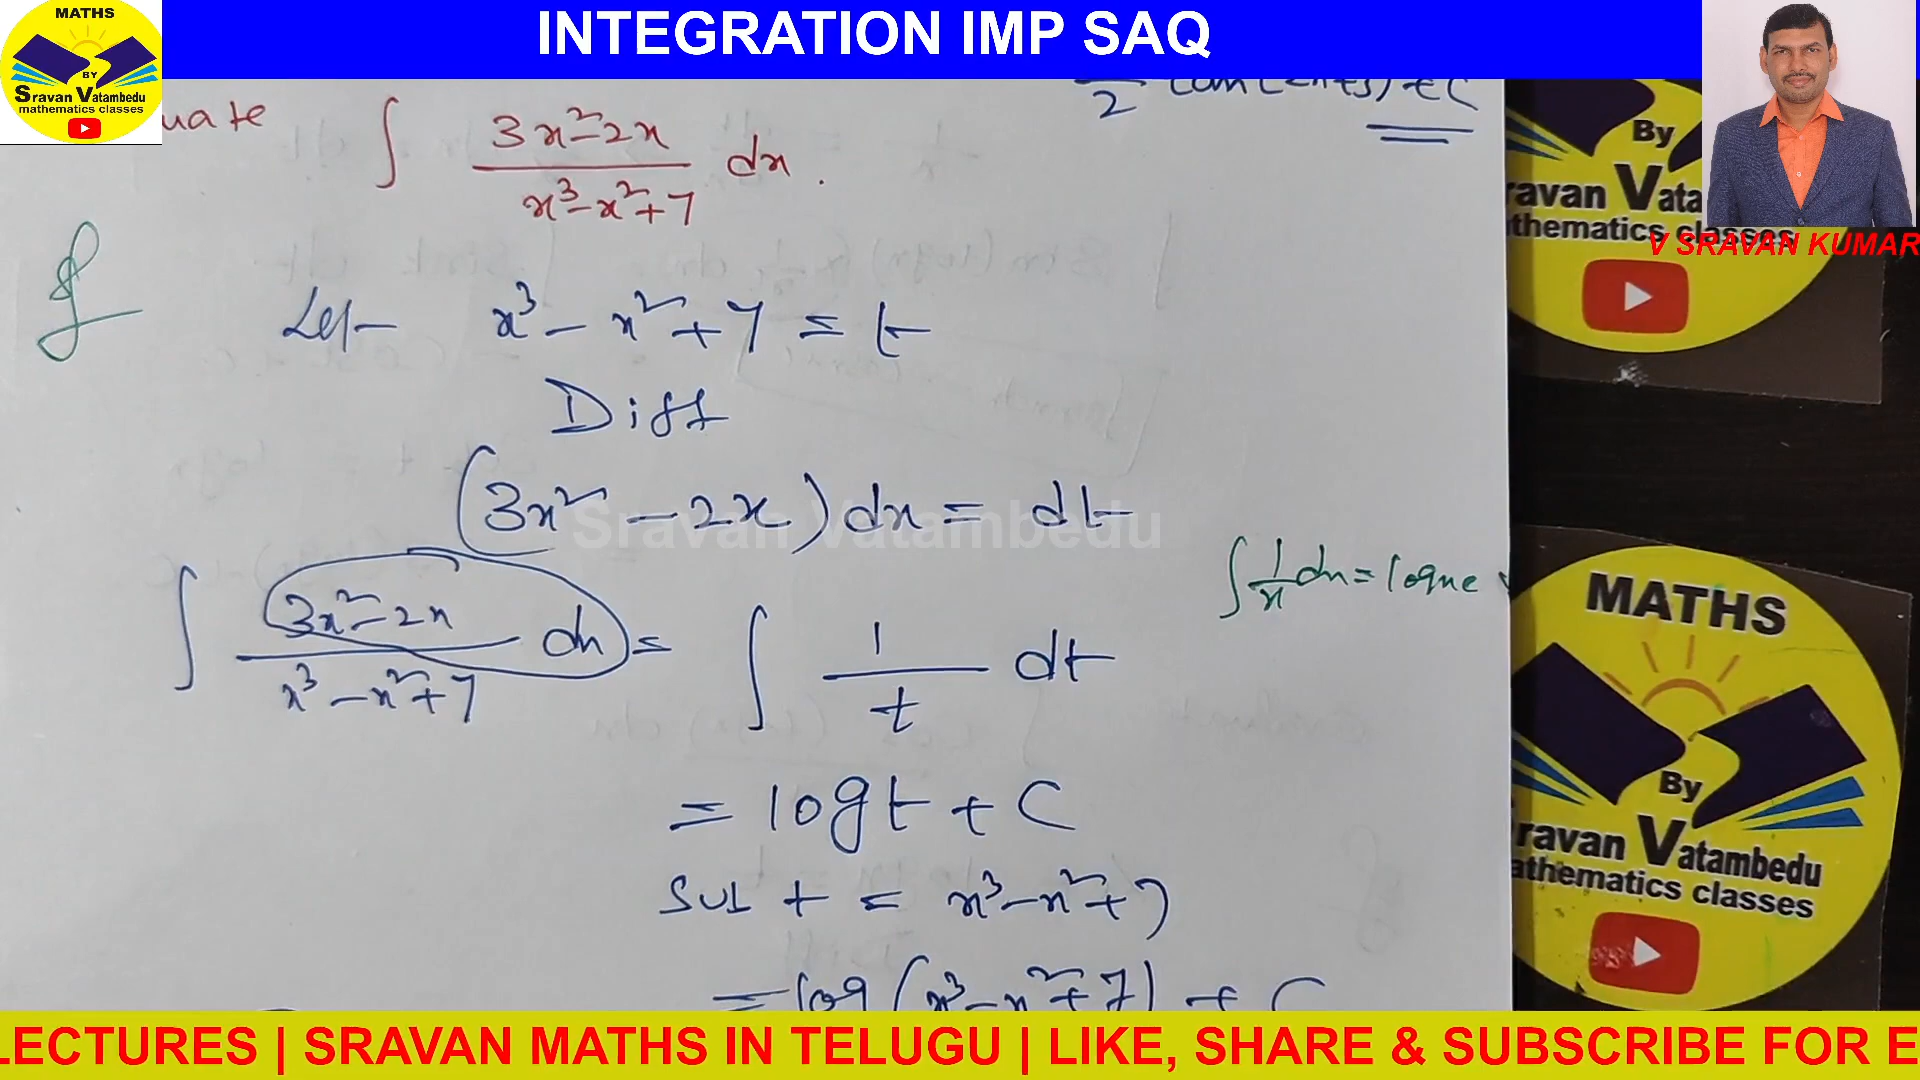 INTEGRATION IMP SAQ
MATHS
BY
Sravan Vatambedu
mathematics classes
V SRAVAN KUMAR
uate ∫ (3x²-2x)/(x³-x²+7) dx.
Let x³ - x² + 7 = t
Diff
(3x² - 2x) dx = dt
Sravan Vatambedu
∫ (3x²-2x)/(x³-x²+7) dx = ∫ 1/t dt
∫ 1/x dx = log x
= log t + C
Sub t = x³-x²+7
= log (x³-x²+7) + C
By
ravan Vata
thematics classes
MATHS
By
Sravan Vatambedu
athematics classes
LECTURES | SRAVAN MATHS IN TELUGU | LIKE, SHARE & SUBSCRIBE FOR E